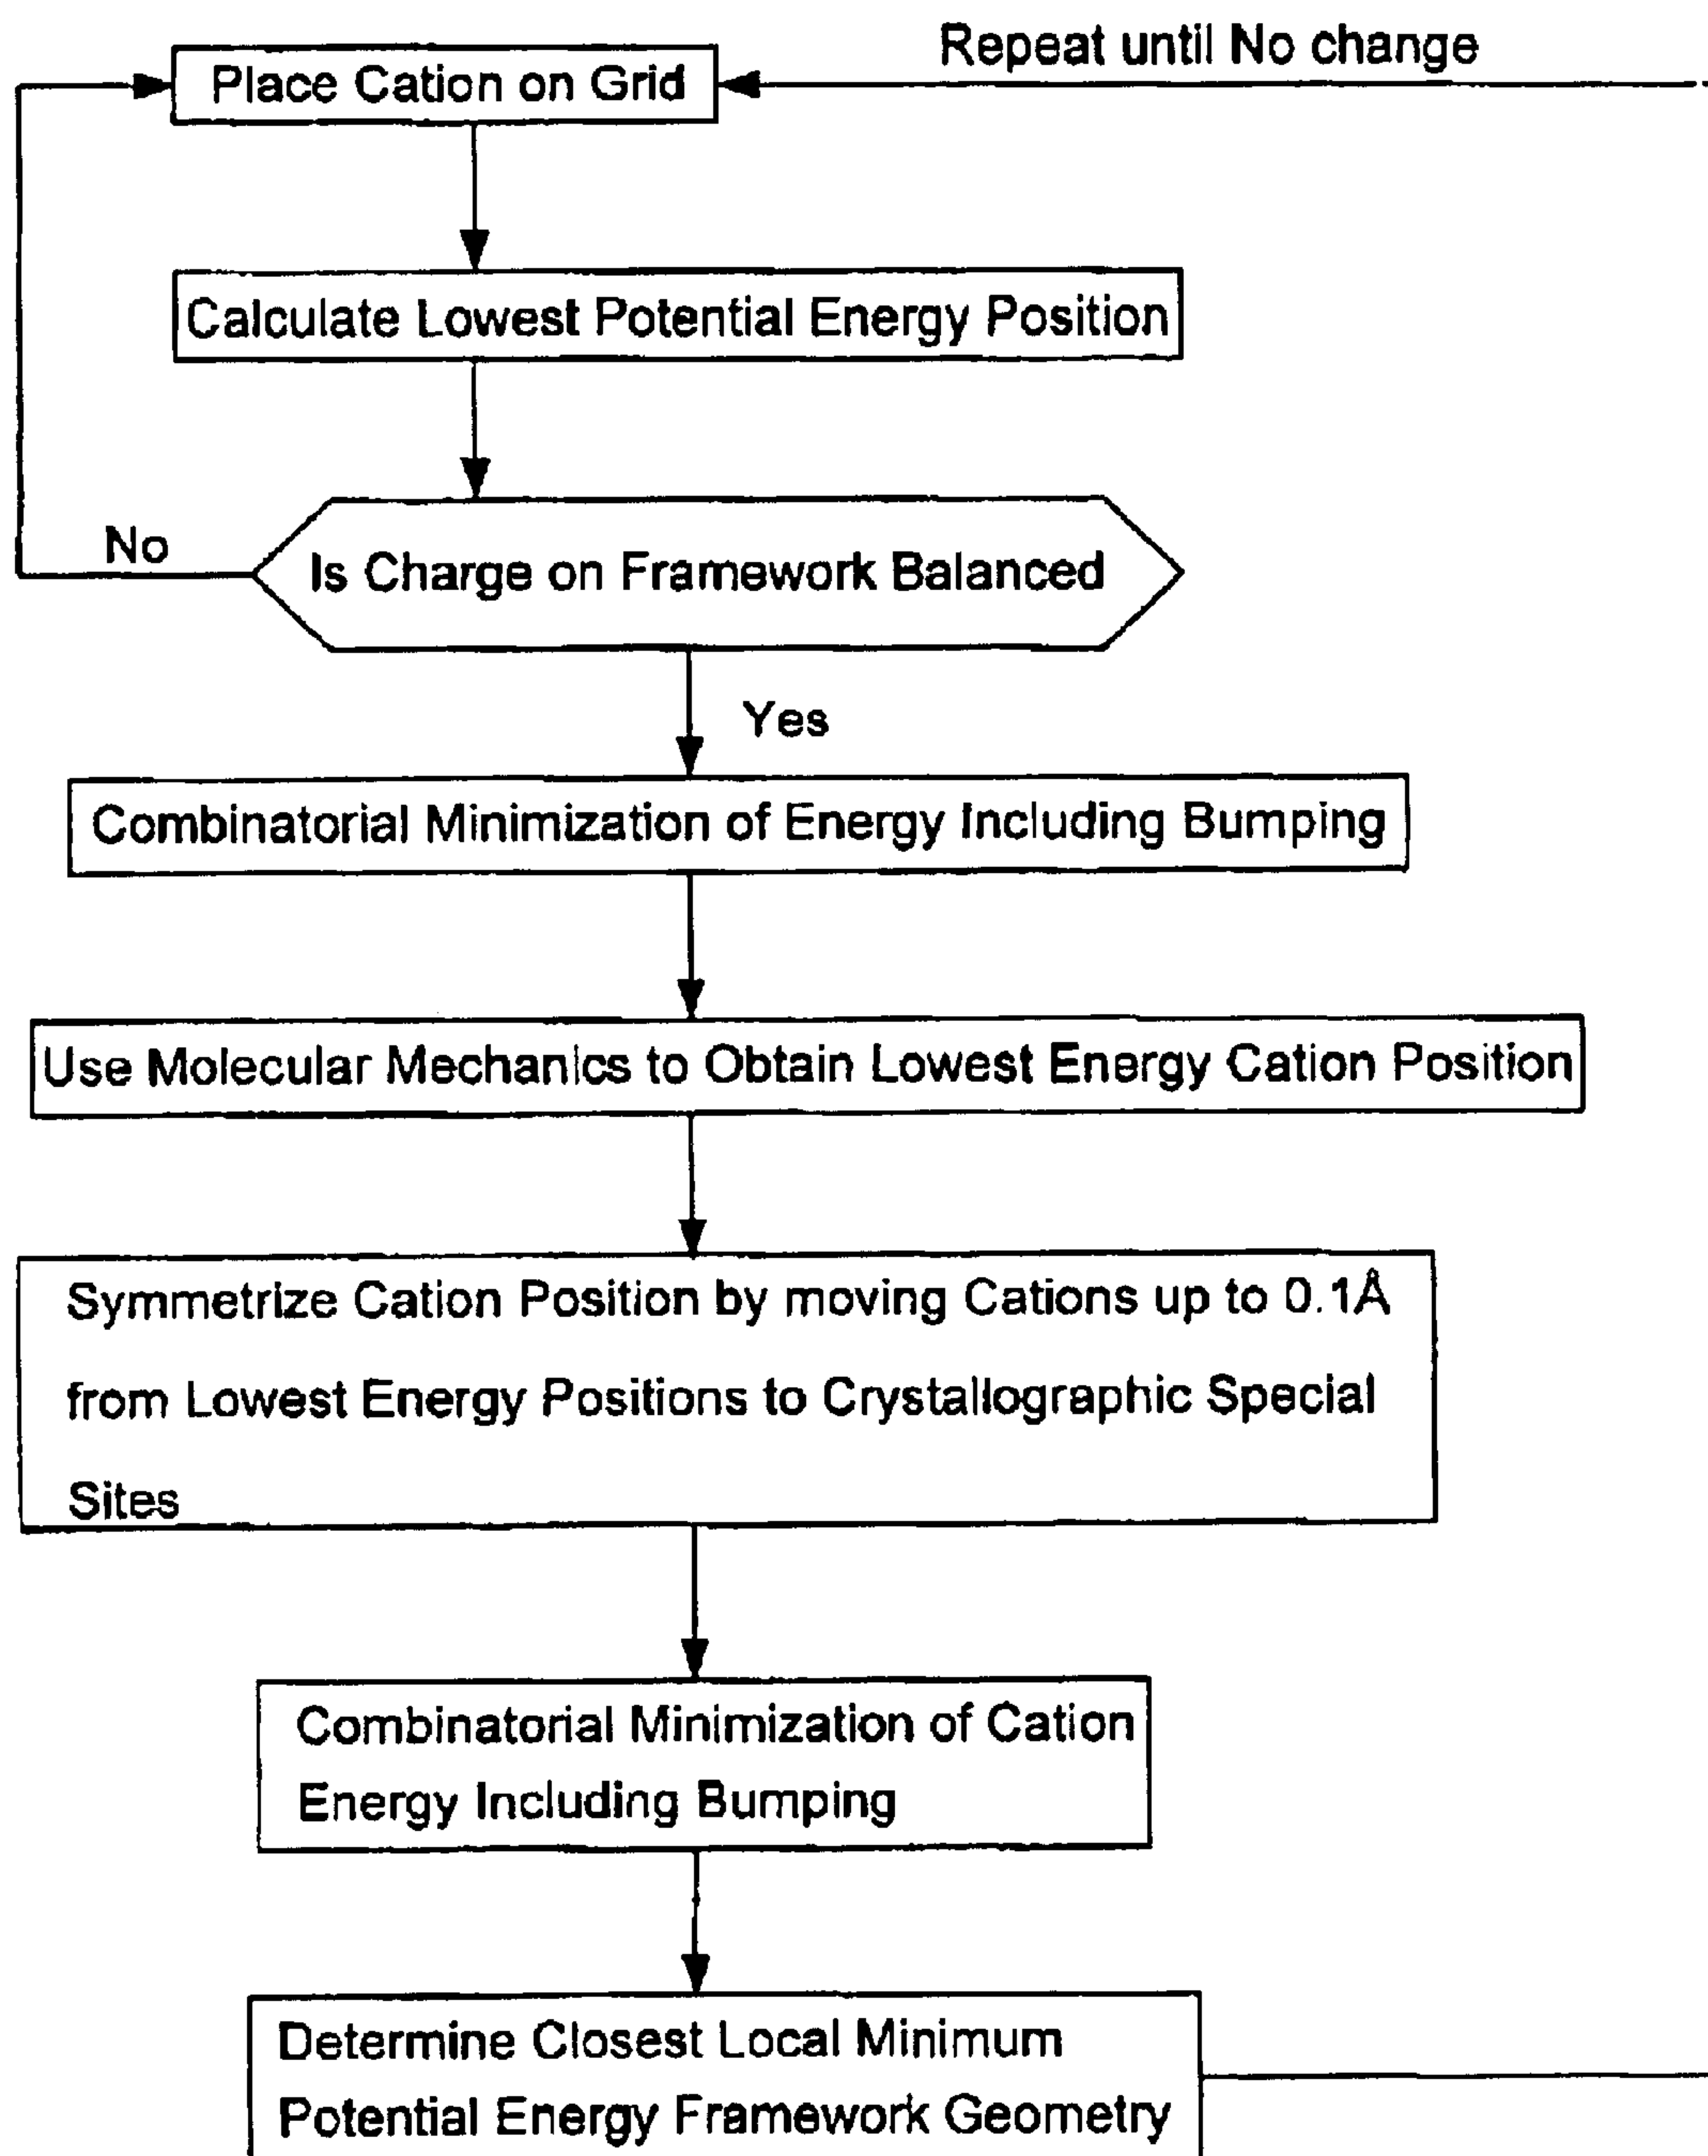 Repeat until No change
Place Cation on Grid
Calculate Lowest Potential Energy Position
No
Is Charge on Framework Balanced
Yes
Combinatorial Minimization of Energy Including Bumping
Use Molecular Mechanics to Obtain Lowest Energy Cation Position
Symmetrize Cation Position by moving Cations up to 0.1Å
from Lowest Energy Positions to Crystallographic Special
Sites
Combinatorial Minimization of Cation
Energy Including Bumping
Determine Closest Local Minimum
Potential Energy Framework Geometry